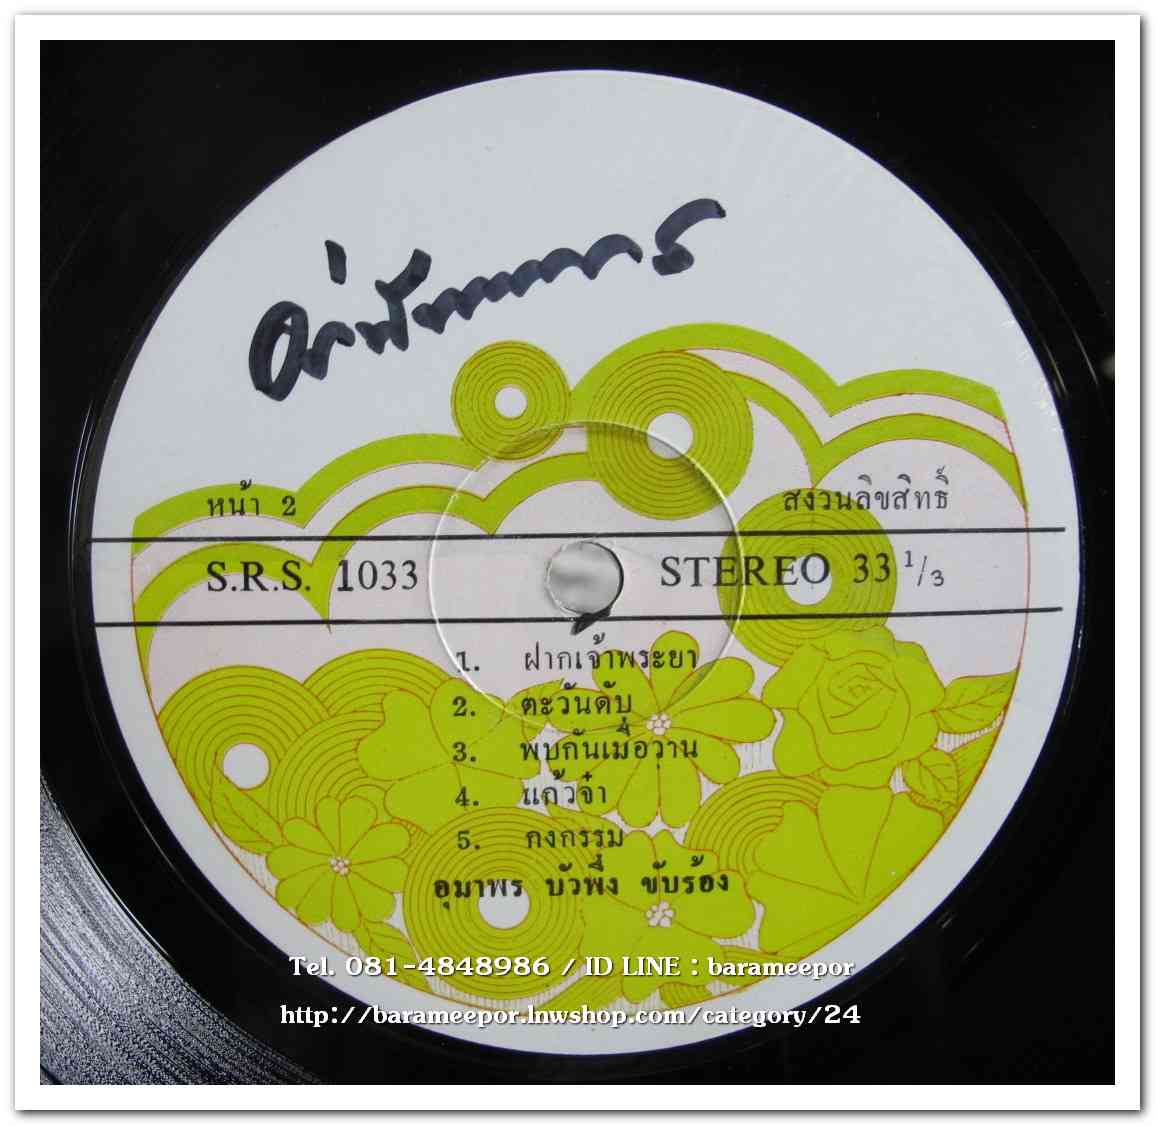 หน้า 2
สงวนลิขสิทธิ์
S.R.S. 1033
STEREO 33 1/3
1. ฝากเจ้าพระยา
2. ตะวันดับ
3. พบกันเมื่อวาน
4. แก้วจ๋า
5. กงกรรม
อุมาพร บัวพึ่ง ขับร้อง
Tel. 081-4848986 / ID LINE : barameepor
http://barameepor.lnwshop.com/category/24